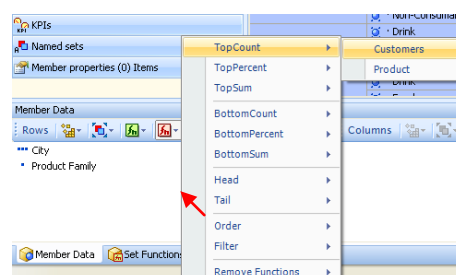 KPIs
Named sets
Member properties (0) Items
Drink
TopCount
TopPercent
TopSum
BottomCount
BottomPercent
BottomSum
Head
Tail
Order
Filter
Remove Functions
Customers
Product
Member Data
Rows
Columns
City
Product Family
Member Data
Set Functions